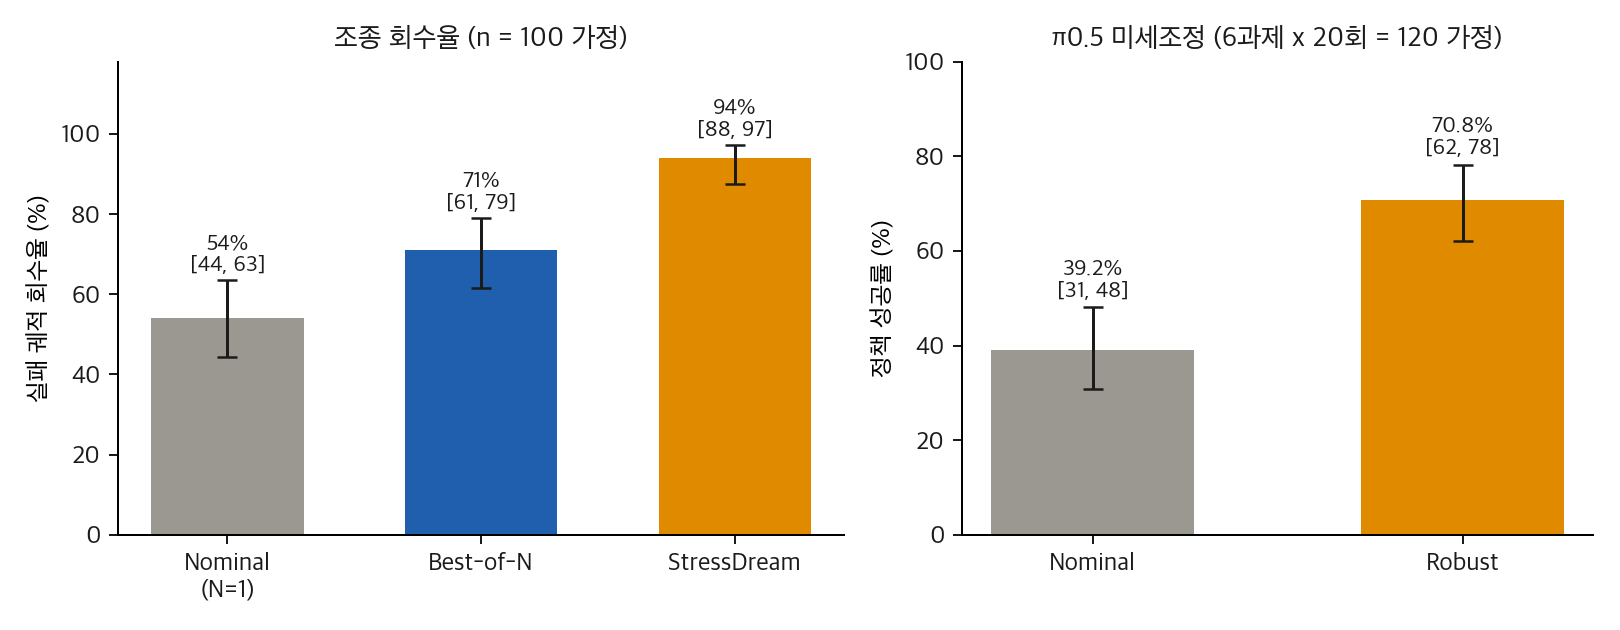 조종 회수율 (n = 100 가정)
실패 궤적 회수율 (%)
100
80
60
40
20
0
54%
[44, 63]
71%
[61, 79]
94%
[88, 97]
Nominal
(N=1)
Best-of-N
StressDream
π0.5 미세조정 (6과제 x 20회 = 120 가정)
정책 성공률 (%)
100
80
60
40
20
0
39.2%
[31, 48]
70.8%
[62, 78]
Nominal
Robust